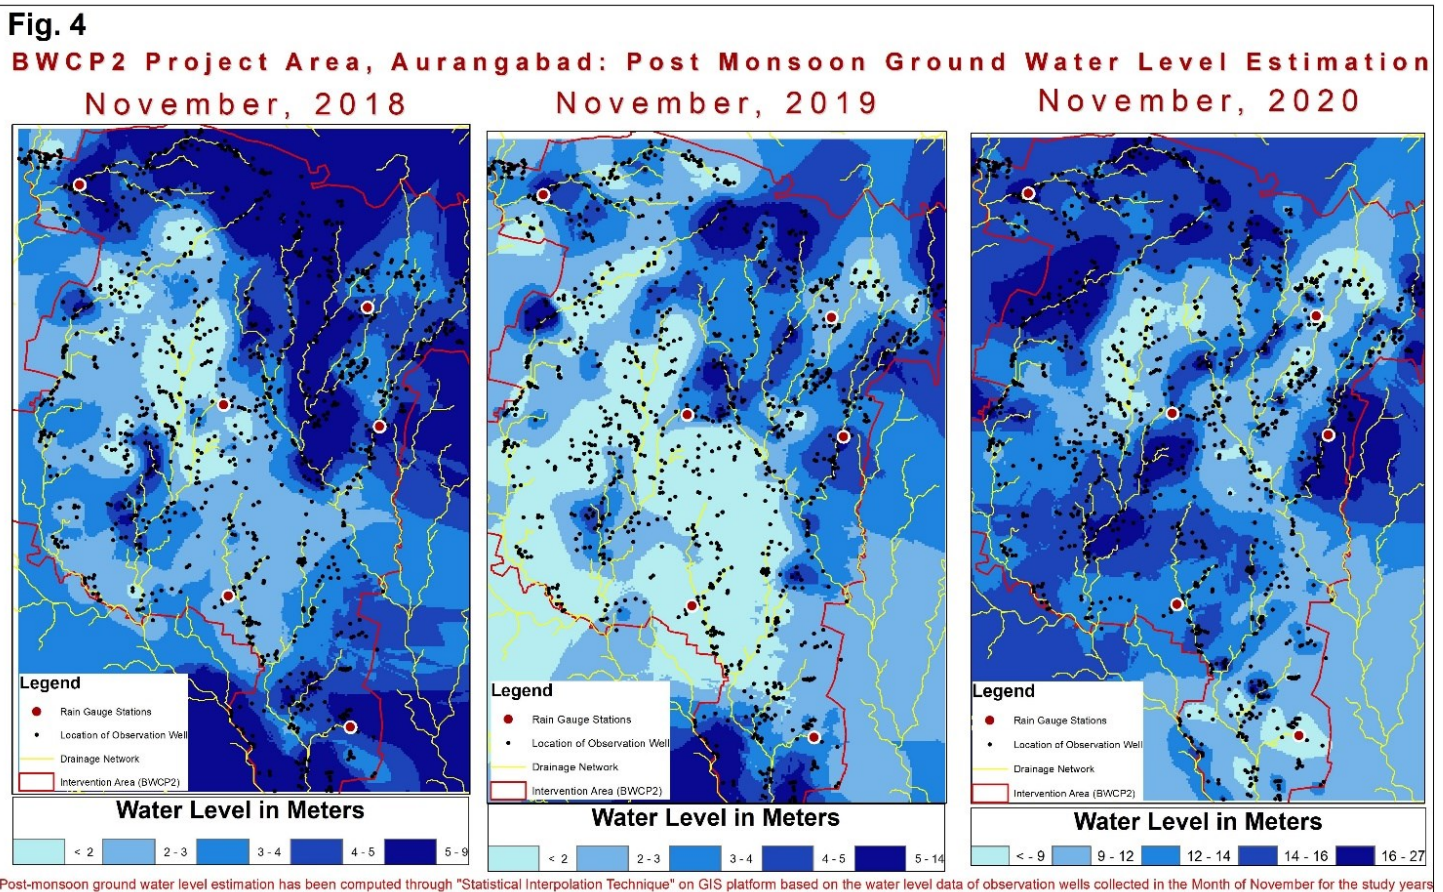 Fig. 4
BWCP2 Project Area, Aurangabad: Post Monsoon Ground Water Level Estimation
November, 2018
November, 2019
November, 2020
Legend
Rain Gauge Stations
Location of Observation Well
Drainage Network
Intervention Area (BWCP2)
Legend
Rain Gauge Stations
Location of Observation Well
Drainage Network
Intervention Area (BWCP2)
Legend
Rain Gauge Stations
Location of Observation Well
Drainage Network
Intervention Area (BWCP2)
Water Level in Meters
< 2 2 - 3 3 - 4 4 - 5 5 - 9
Water Level in Meters
< 2 2 - 3 3 - 4 4 - 5 5 - 14
Water Level in Meters
< - 9 9 - 12 12 - 14 14 - 16 16 - 27
Post-monsoon ground water level estimation has been computed through "Statistical Interpolation Technique" on GIS platform based on the water level data of observation wells collected in the Month of November for the study years